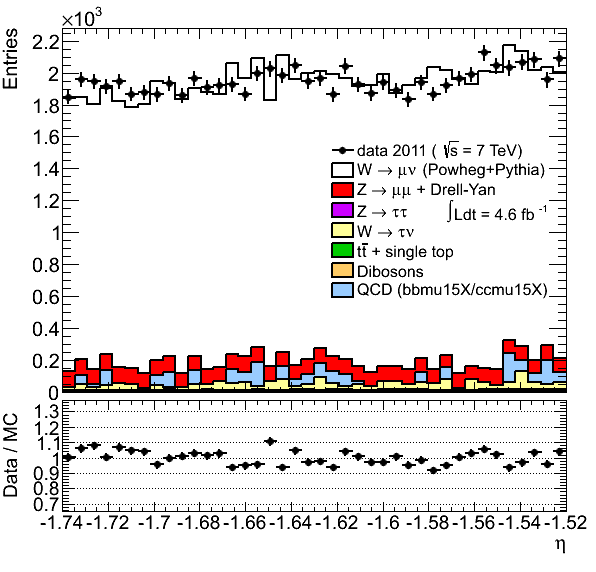 ×10³
Entries
2.2
2
1.8
1.6
1.4
1.2
1
0.8
0.6
0.4
0.2
0
data 2011 ( √s = 7 TeV)
W → μν (Powheg+Pythia)
Z → μμ + Drell-Yan
Z → ττ
∫Ldt = 4.6 fb⁻¹
W → τν
tt̅ + single top
Dibosons
QCD (bbmu15X/ccmu15X)
Data / MC
1.3
1.2
1.1
1
0.9
0.8
0.7
-1.74 -1.72 -1.7 -1.68 -1.66 -1.64 -1.62 -1.6 -1.58 -1.56 -1.54 -1.52
η